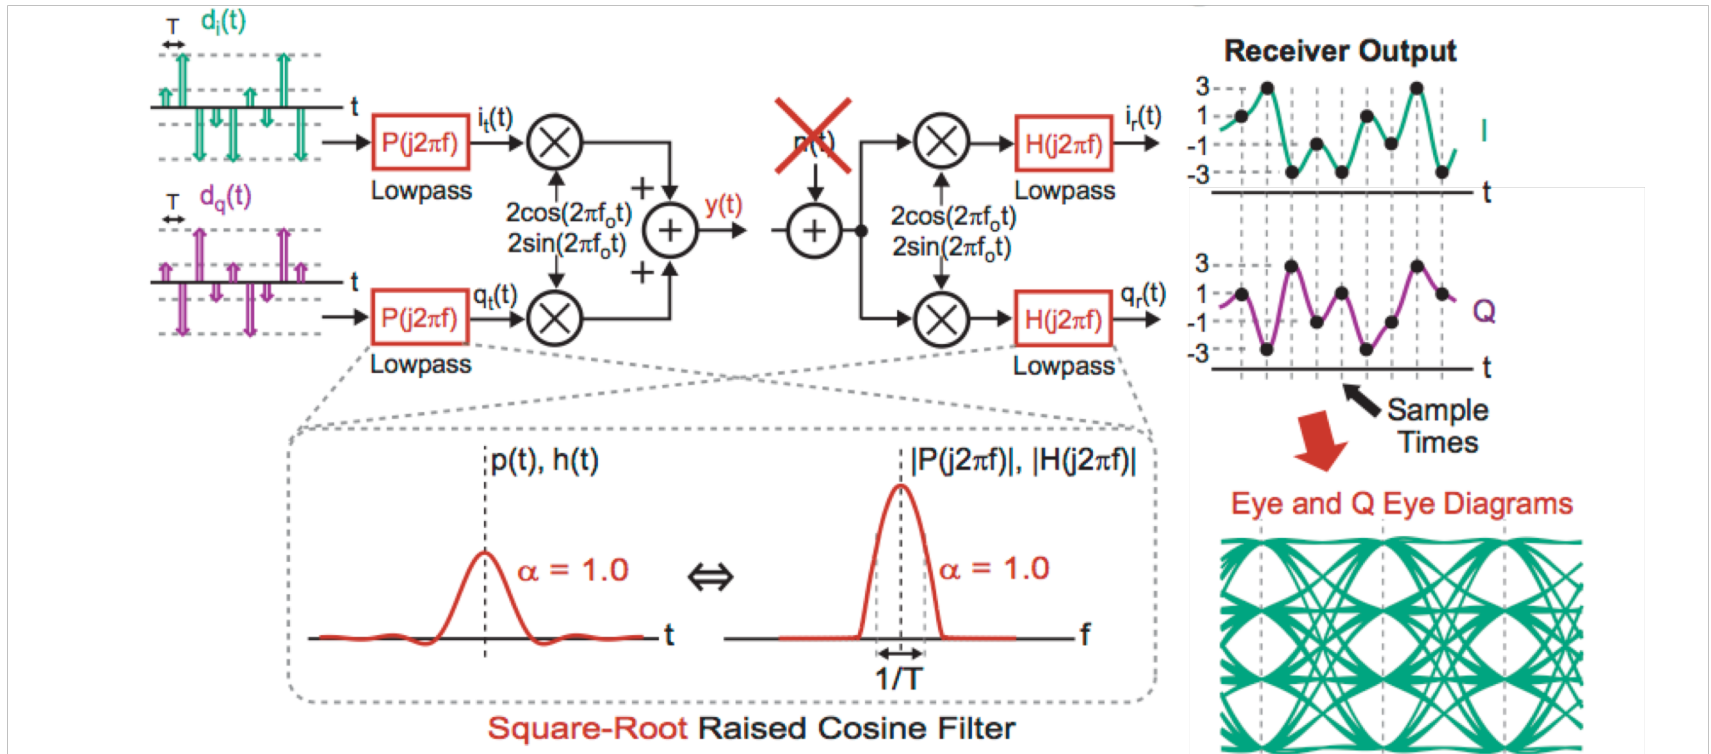 T
dᵢ(t)
t
P(j2πf)
Lowpass
iₜ(t)
T
d_q(t)
t
P(j2πf)
Lowpass
qₜ(t)
2cos(2πfₒt)
2sin(2πfₒt)
+
+
+
y(t)
n(t)
+
2cos(2πfₒt)
2sin(2πfₒt)
H(j2πf)
Lowpass
iᵣ(t)
H(j2πf)
Lowpass
qᵣ(t)
Receiver Output
3
1
-1
-3
I
t
3
1
-1
-3
Q
t
Sample
Times
p(t), h(t)
α = 1.0
t
⇔
|P(j2πf)|, |H(j2πf)|
α = 1.0
f
1/T
Square-Root Raised Cosine Filter
Eye and Q Eye Diagrams